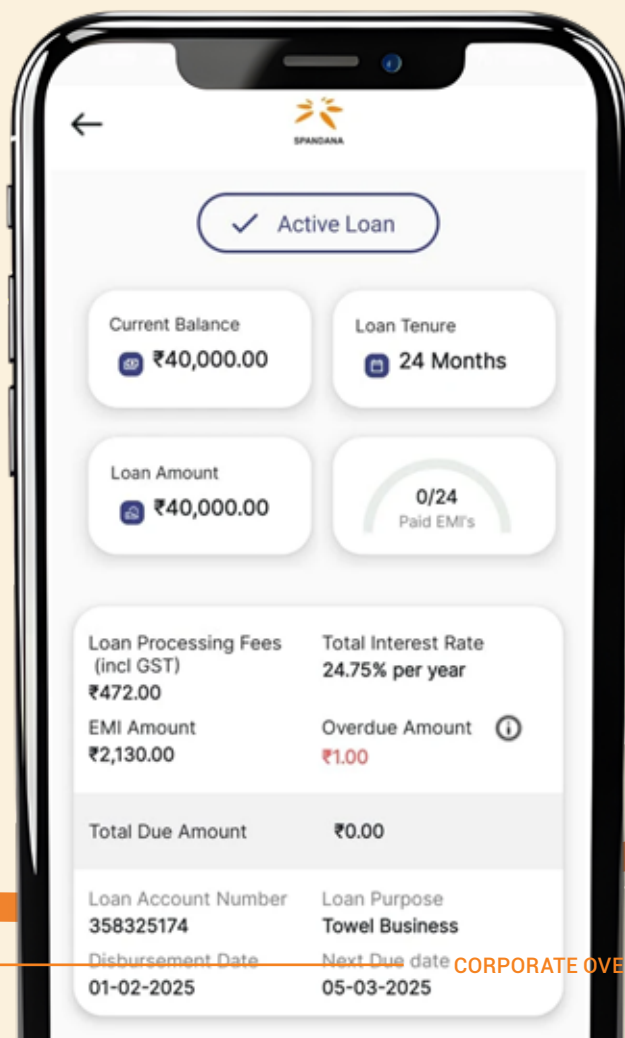 SPANDANA
Active Loan
Current Balance
₹40,000.00
Loan Tenure
24 Months
Loan Amount
₹40,000.00
0/24
Paid EMI's
Loan Processing Fees
(incl GST)
₹472.00
Total Interest Rate
24.75% per year
EMI Amount
₹2,130.00
Overdue Amount
₹1.00
Total Due Amount ₹0.00
Loan Account Number
358325174
Loan Purpose
Towel Business
Disbursement Date
01-02-2025
Next Due date
05-03-2025
CORPORATE OVE